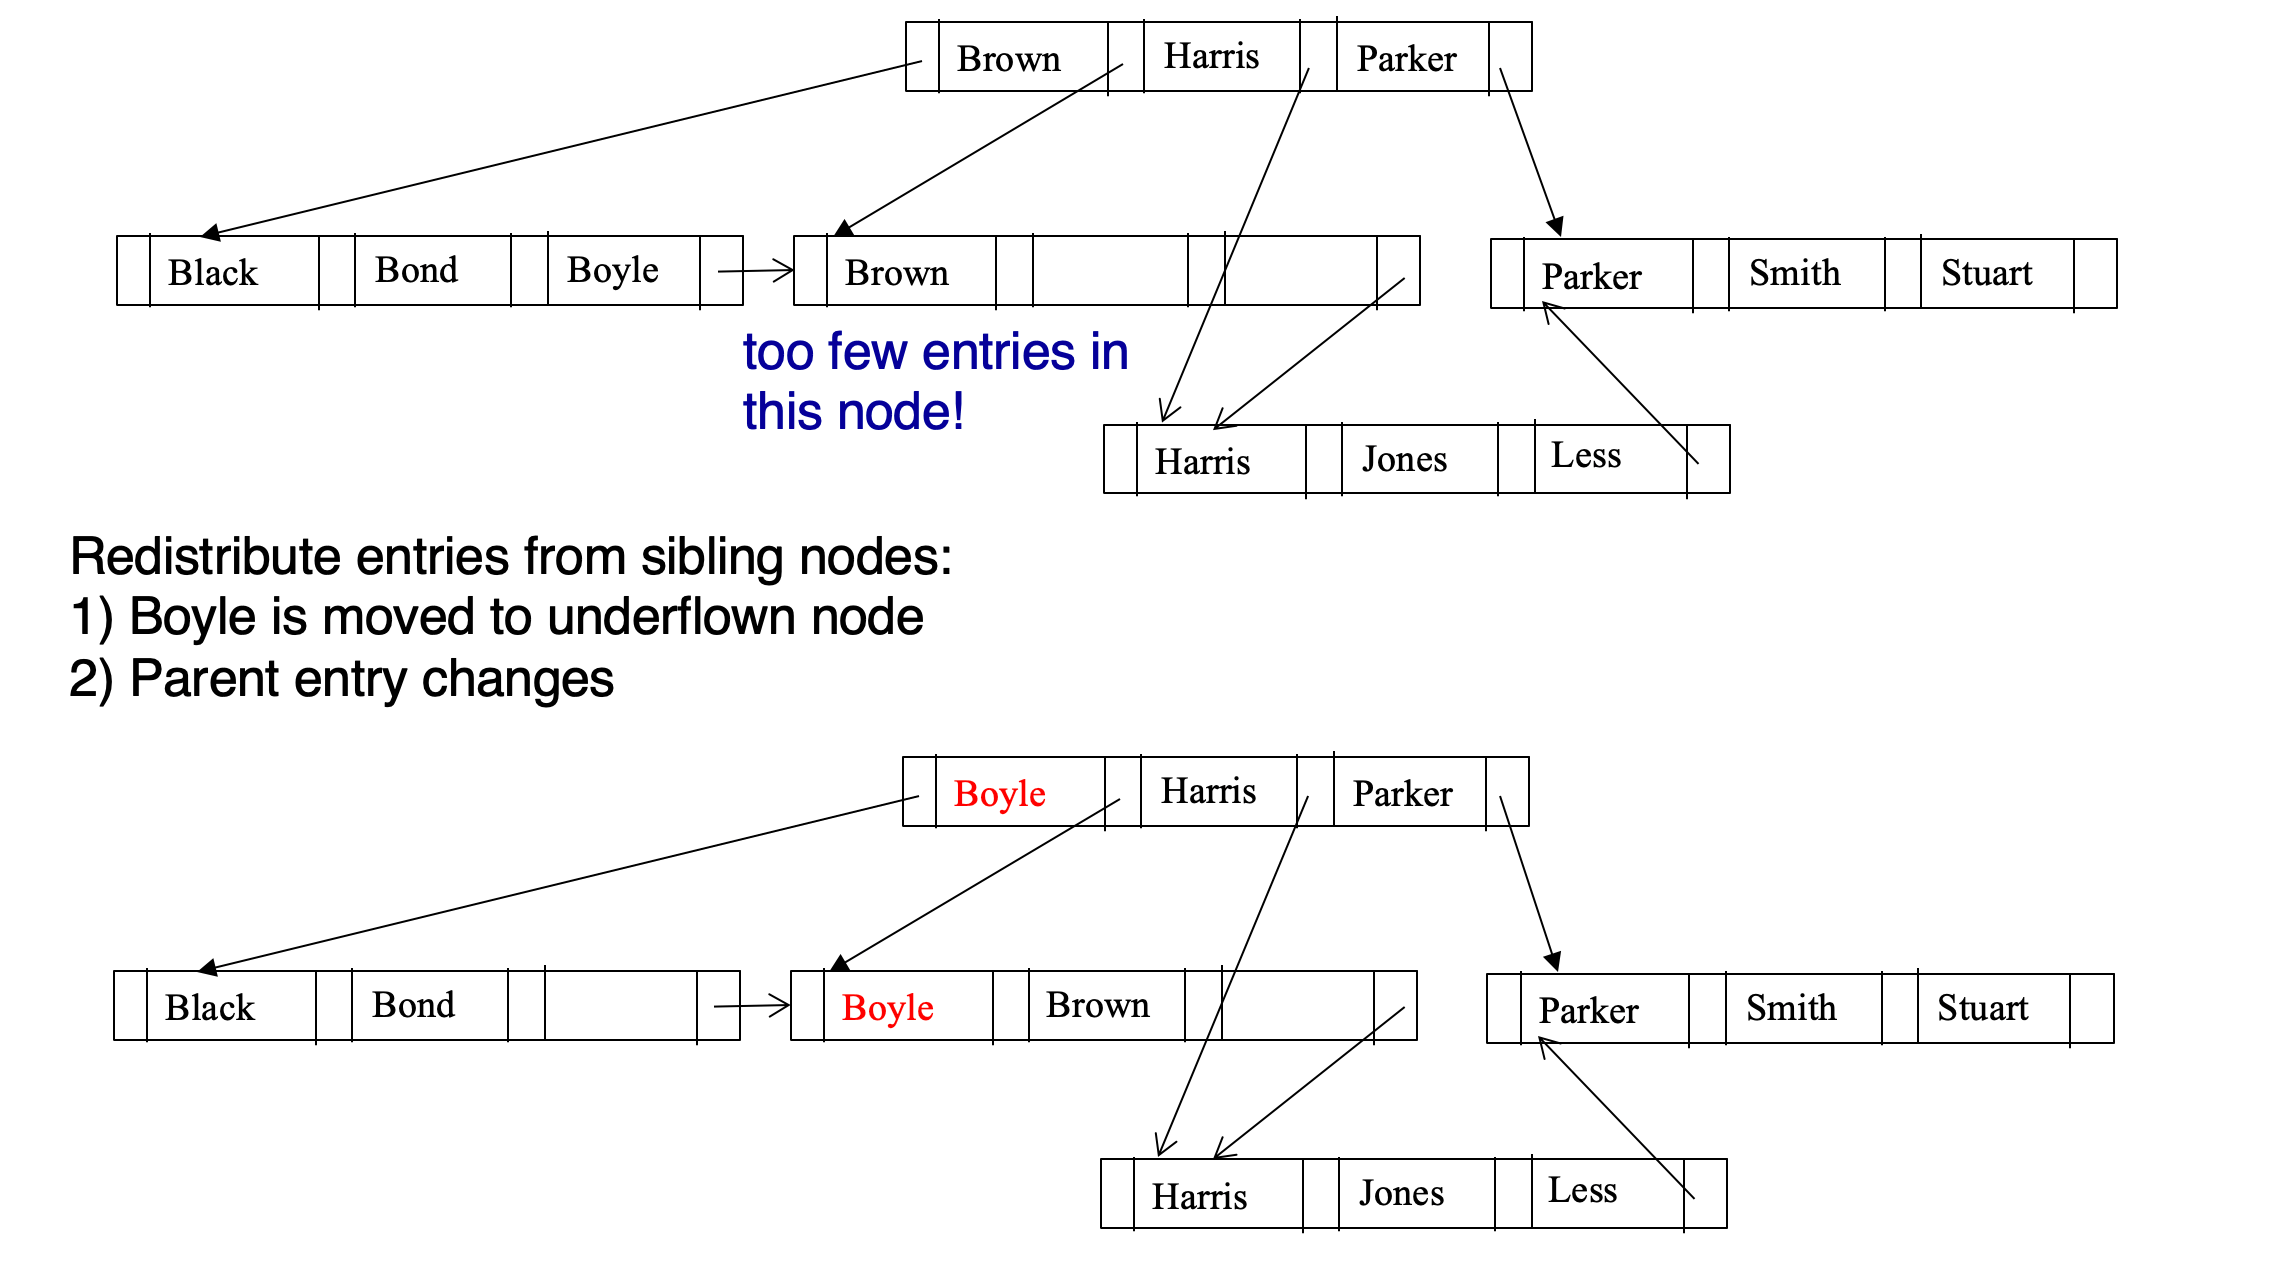 Brown Harris Parker
Black Bond Boyle Brown Parker Smith Stuart
too few entries in
this node!
Harris Jones Less
Redistribute entries from sibling nodes:
1) Boyle is moved to underflown node
2) Parent entry changes
Boyle Harris Parker
Black Bond Boyle Brown Parker Smith Stuart
Harris Jones Less